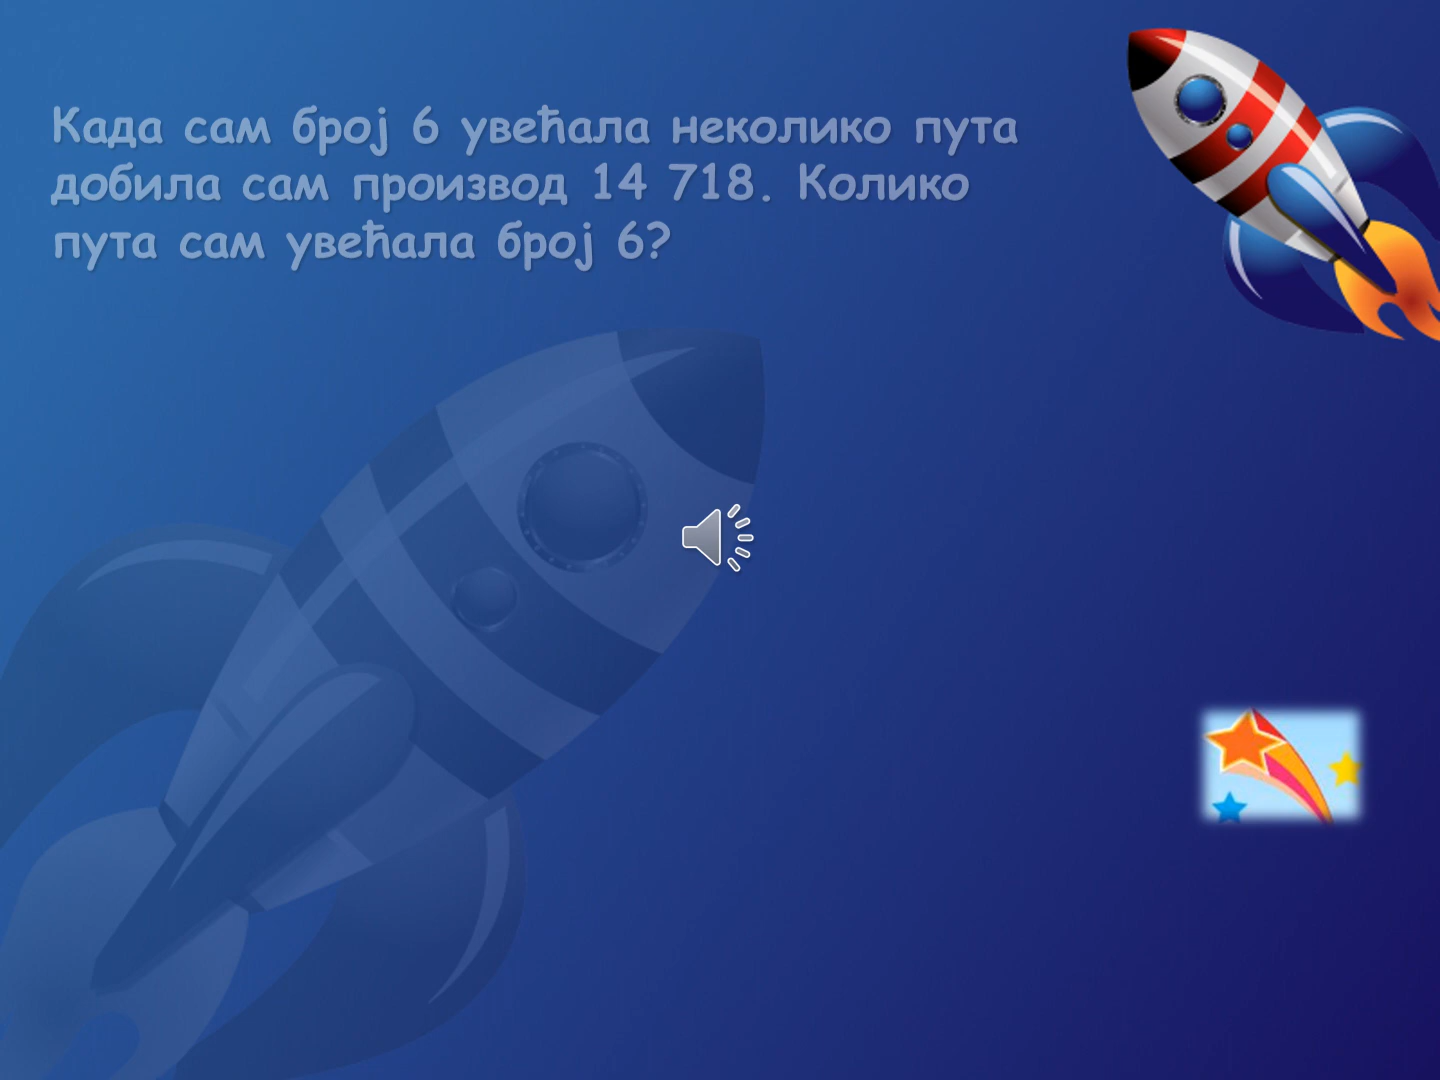 Када сам број 6 увећала неколико пута
добила сам производ 14 718. Колико
пута сам увећала број 6?